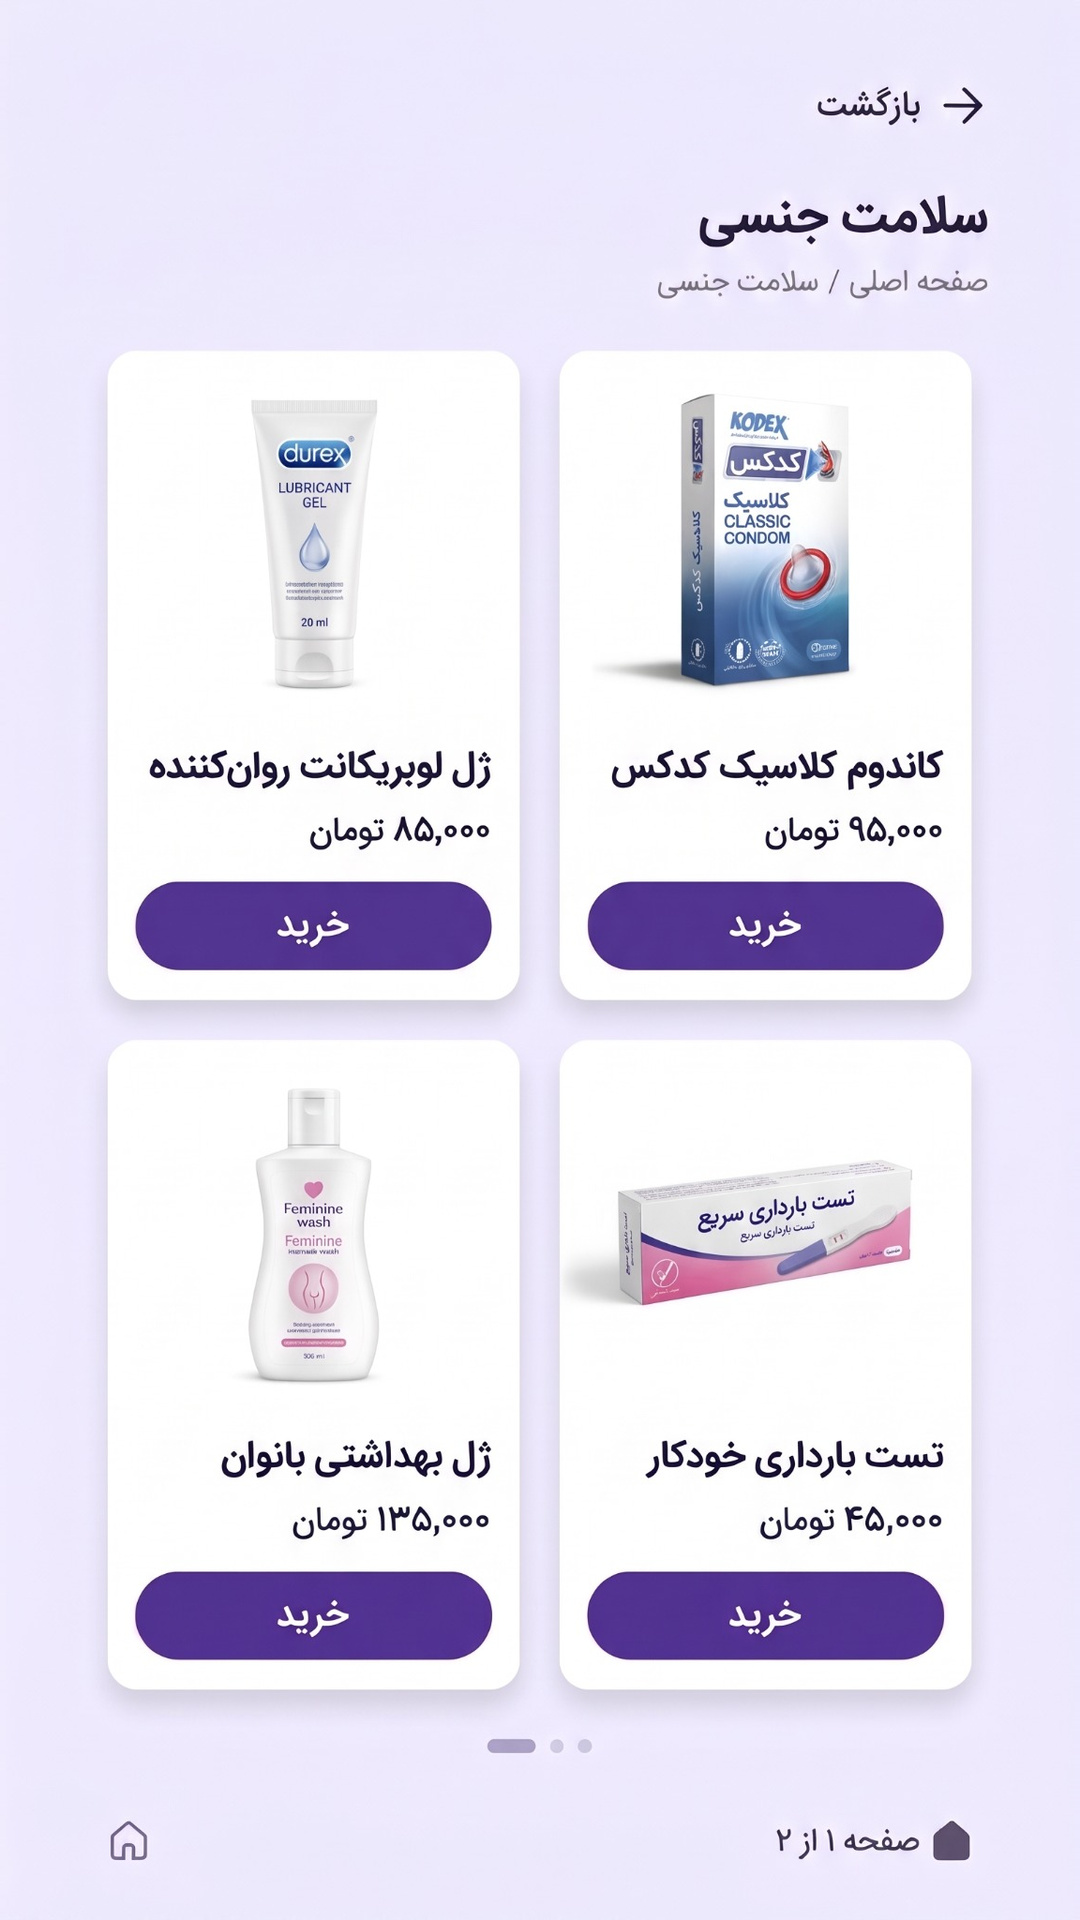 بازگشت
سلامت جنسی
صفحه اصلی / سلامت جنسی
KODEX
کدکس
کلاسیک
CLASSIC
CONDOM
کلاسیک کدکس
کاندوم کلاسیک کدکس
۹۵,۰۰۰ تومان
خرید
durex®
LUBRICANT
GEL
20 ml
ژل لوبریکانت روان‌کننده
۸۵,۰۰۰ تومان
خرید
تست بارداری سریع
تست بارداری سریع
تست بارداری خودکار
۴۵,۰۰۰ تومان
خرید
Feminine
wash
Feminine
ژل بهداشتی بانوان
۱۳۵,۰۰۰ تومان
خرید
صفحه ۱ از ۲